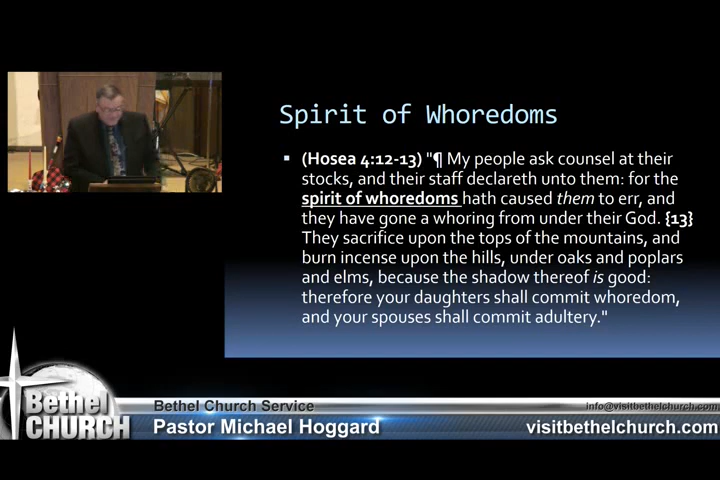 Spirit of Whoredoms
▪ (Hosea 4:12-13) "¶ My people ask counsel at their
stocks, and their staff declareth unto them: for the
spirit of whoredoms hath caused them to err, and
they have gone a whoring from under their God. {13}
They sacrifice upon the tops of the mountains, and
burn incense upon the hills, under oaks and poplars
and elms, because the shadow thereof is good:
therefore your daughters shall commit whoredom,
and your spouses shall commit adultery."
Bethel
CHURCH
Bethel Church Service
info@visitbethelchurch.com
Pastor Michael Hoggard
visitbethelchurch.com